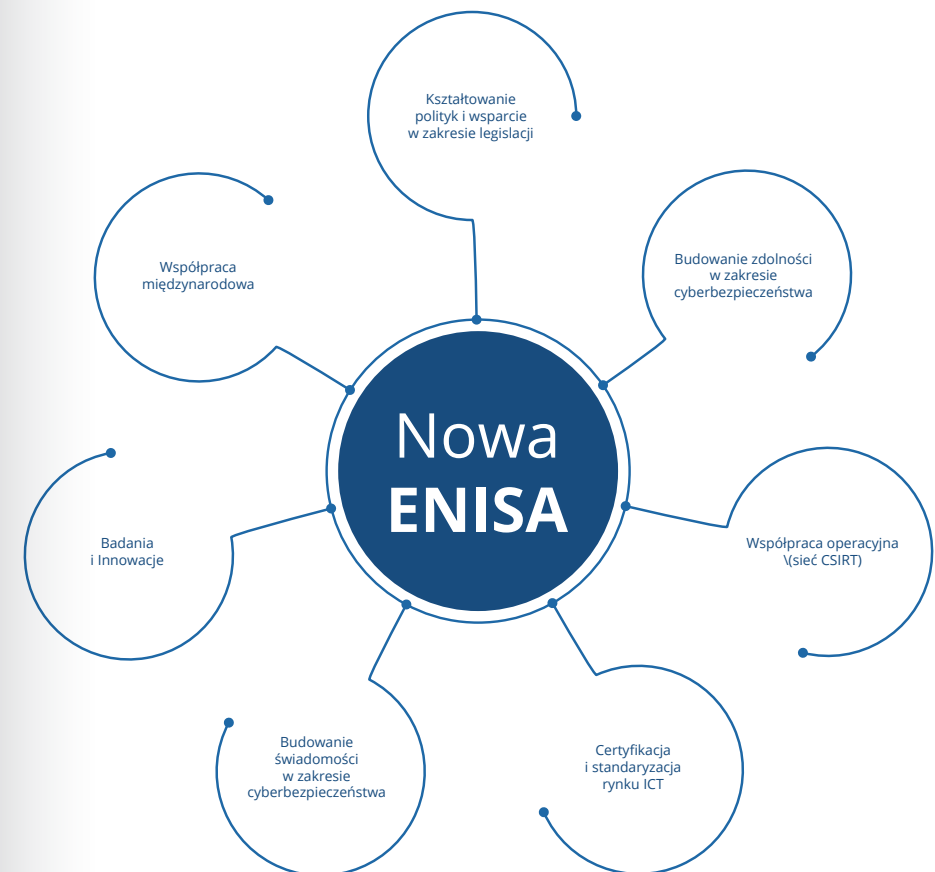 Kształtowanie
polityk i wsparcie
w zakresie legislacji
Budowanie zdolności
w zakresie
cyberbezpieczeństwa
Współpraca
międzynarodowa
Nowa
ENISA
Współpraca operacyjna
\(sieć CSIRT)
Badania
i Innowacje
Budowanie
świadomości
w zakresie
cyberbezpieczeństwa
Certyfikacja
i standaryzacja
rynku ICT